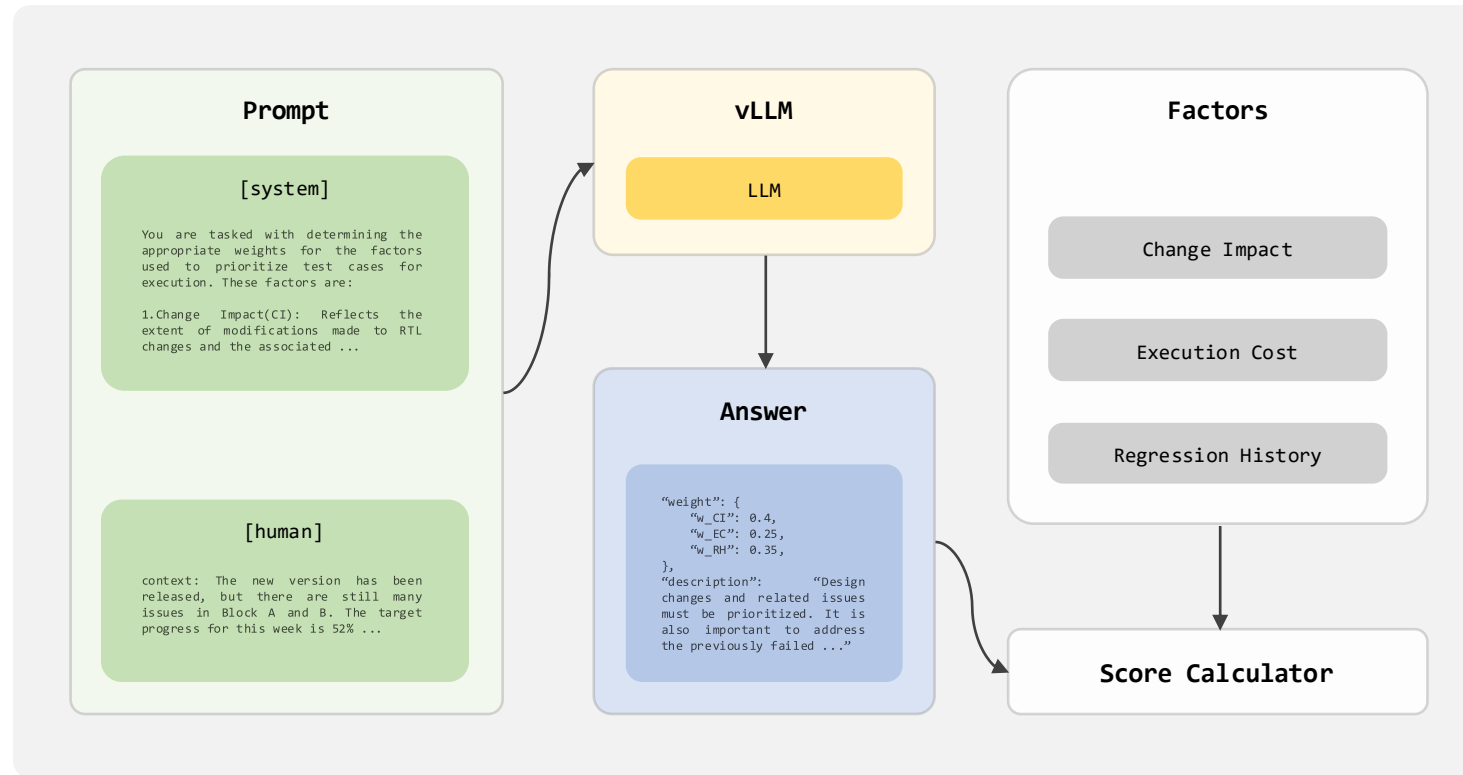 Prompt
[system]
You are tasked with determining the
appropriate weights for the factors
used to prioritize test cases for
execution. These factors are:
1.Change Impact(CI): Reflects the
extent of modifications made to RTL
changes and the associated ...
[human]
context: The new version has been
released, but there are still many
issues in Block A and B. The target
progress for this week is 52% ...
vLLM
LLM
Answer
“weight”: {
“w_CI”: 0.4,
“w_EC”: 0.25,
“w_RH”: 0.35,
},
“description”: “Design
changes and related issues
must be prioritized. It is
also important to address
the previously failed ...”
Factors
Change Impact
Execution Cost
Regression History
Score Calculator